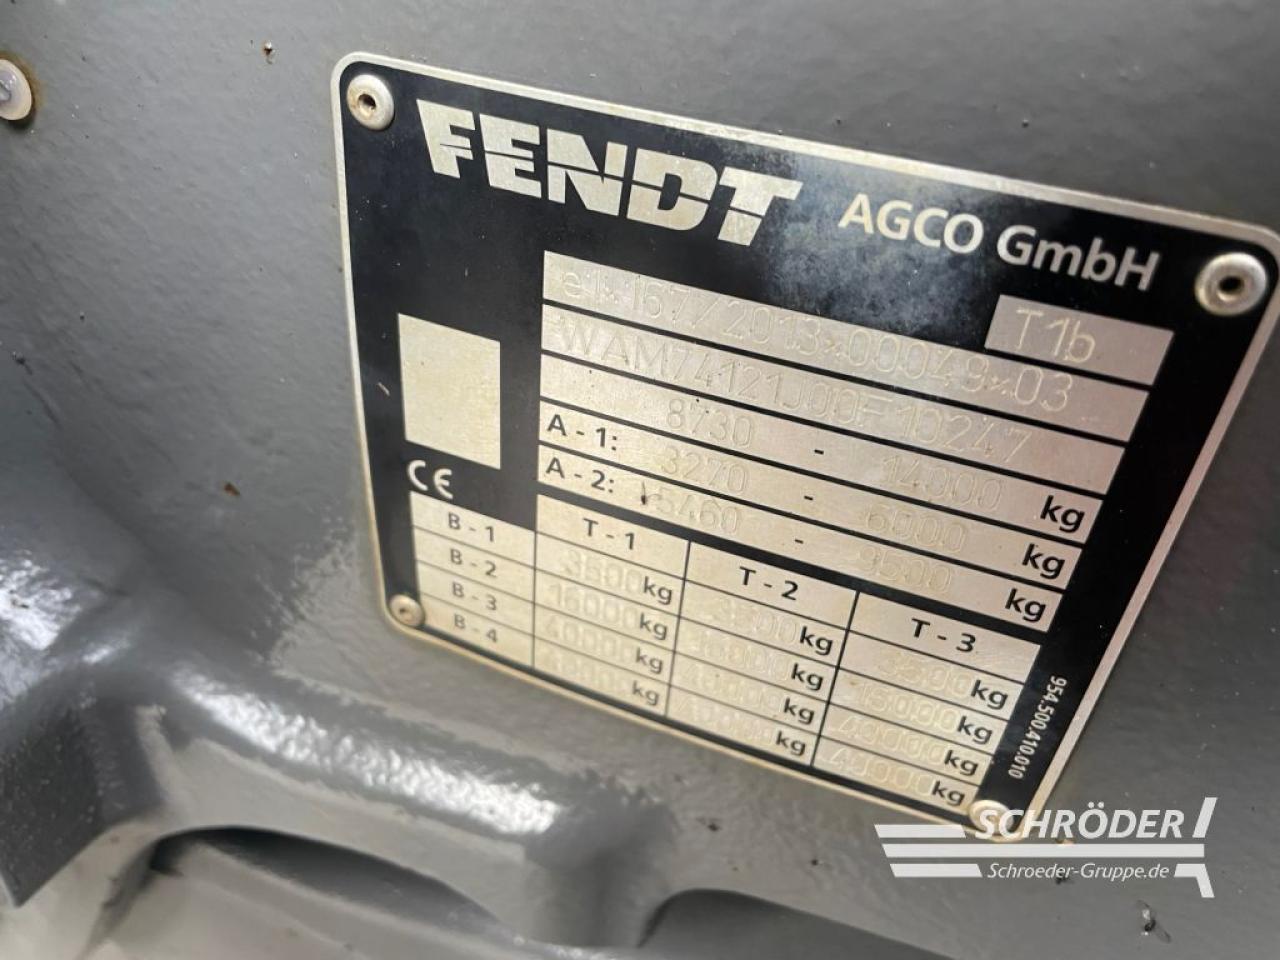 FENDT AGCO GmbH
T1b
e1*167/2013*00049*03
WAM74121J00F10247
8730 - 14000 kg
A - 1: 3270 - 6000 kg
A - 2: 5460 - 9500 kg
CE
T - 1 T - 2 T - 3
B - 1 3500 kg 3500 kg 3500 kg
B - 2 16000 kg 16000 kg 16000 kg
B - 3 40000 kg 40000 kg 40000 kg
B - 4 40000 kg 40000 kg 40000 kg
954.500.410.010
SCHRÖDER
Schroeder-Gruppe.de